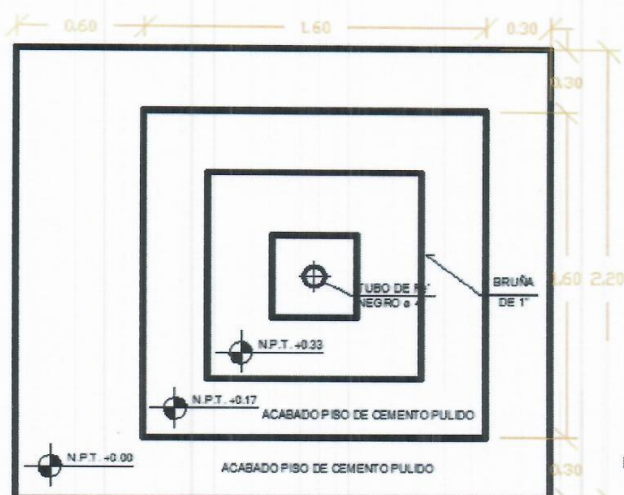 0.60
1.60
0.30
0.30
1.60
2.20
TUBO DE
NEGRO ø 4"
BRUÑA
DE 1"
N.P.T. +0.33
N.P.T. +0.17
ACABADO PISO DE CEMENTO PULIDO
N.P.T. +0.00
ACABADO PISO DE CEMENTO PULIDO
0.30